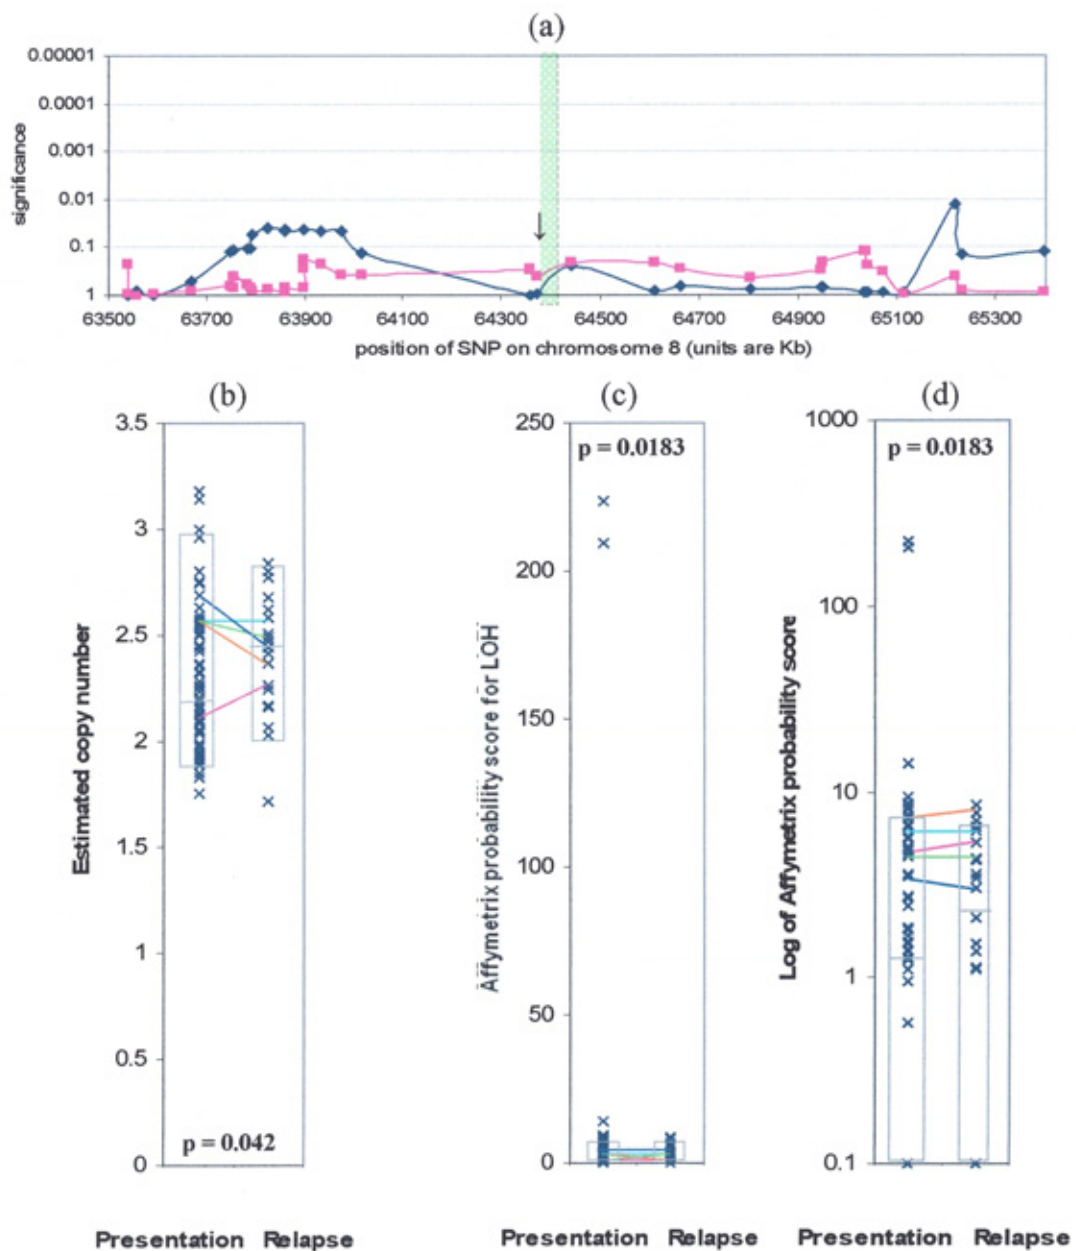 (a)
0.00001
0.0001
0.001
0.01
0.1
1
significance
63500 63700 63900 64100 64300 64500 64700 64900 65100 65300
position of SNP on chromosome 8 (units are Kb)
(b)
3.5
3
2.5
2
1.5
1
0.5
0
Estimated copy number
p = 0.042
Presentation Relapse
(c)
250
200
150
100
50
0
Affymetrix probability score for LOH
p = 0.0183
Presentation Relapse
(d)
1000
100
10
1
0.1
Log of Affymetrix probability score
p = 0.0183
Presentation Relapse